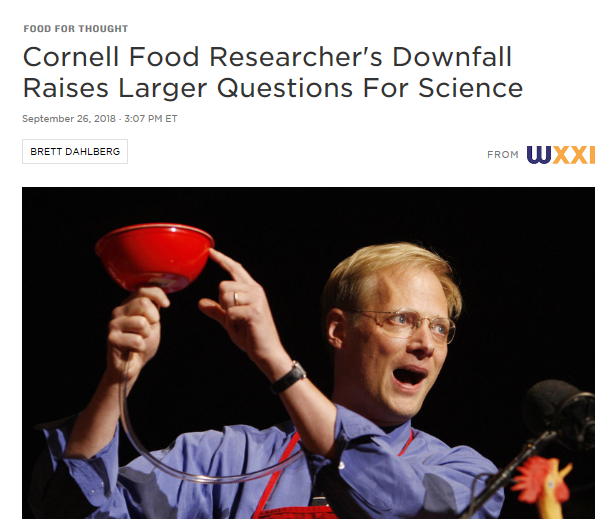 FOOD FOR THOUGHT
Cornell Food Researcher's Downfall
Raises Larger Questions For Science
September 26, 2018 · 3:07 PM ET
BRETT DAHLBERG
FROM WXXI